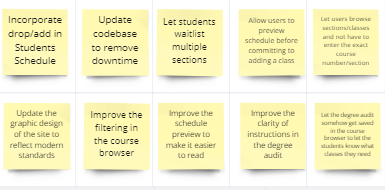 Incorporate
drop/add in
Students
Schedule
Update
codebase
to remove
downtime
Let students
waitlist
multiple
sections
Allow users to
preview
schedule before
committing to
adding a class
Let users browse
sections/classes
and not have to
enter the exact
course
number/section
Update the
graphic design
of the site to
reflect modern
standards
Improve the
filtering in
the course
browser
Improve the
schedule
preview to
make it easier
to read
Improve the
clarity of
instructions in
the degree
audit
Let the degree audit
somehow get saved
in the course
browser to let the
students know what
classes they need